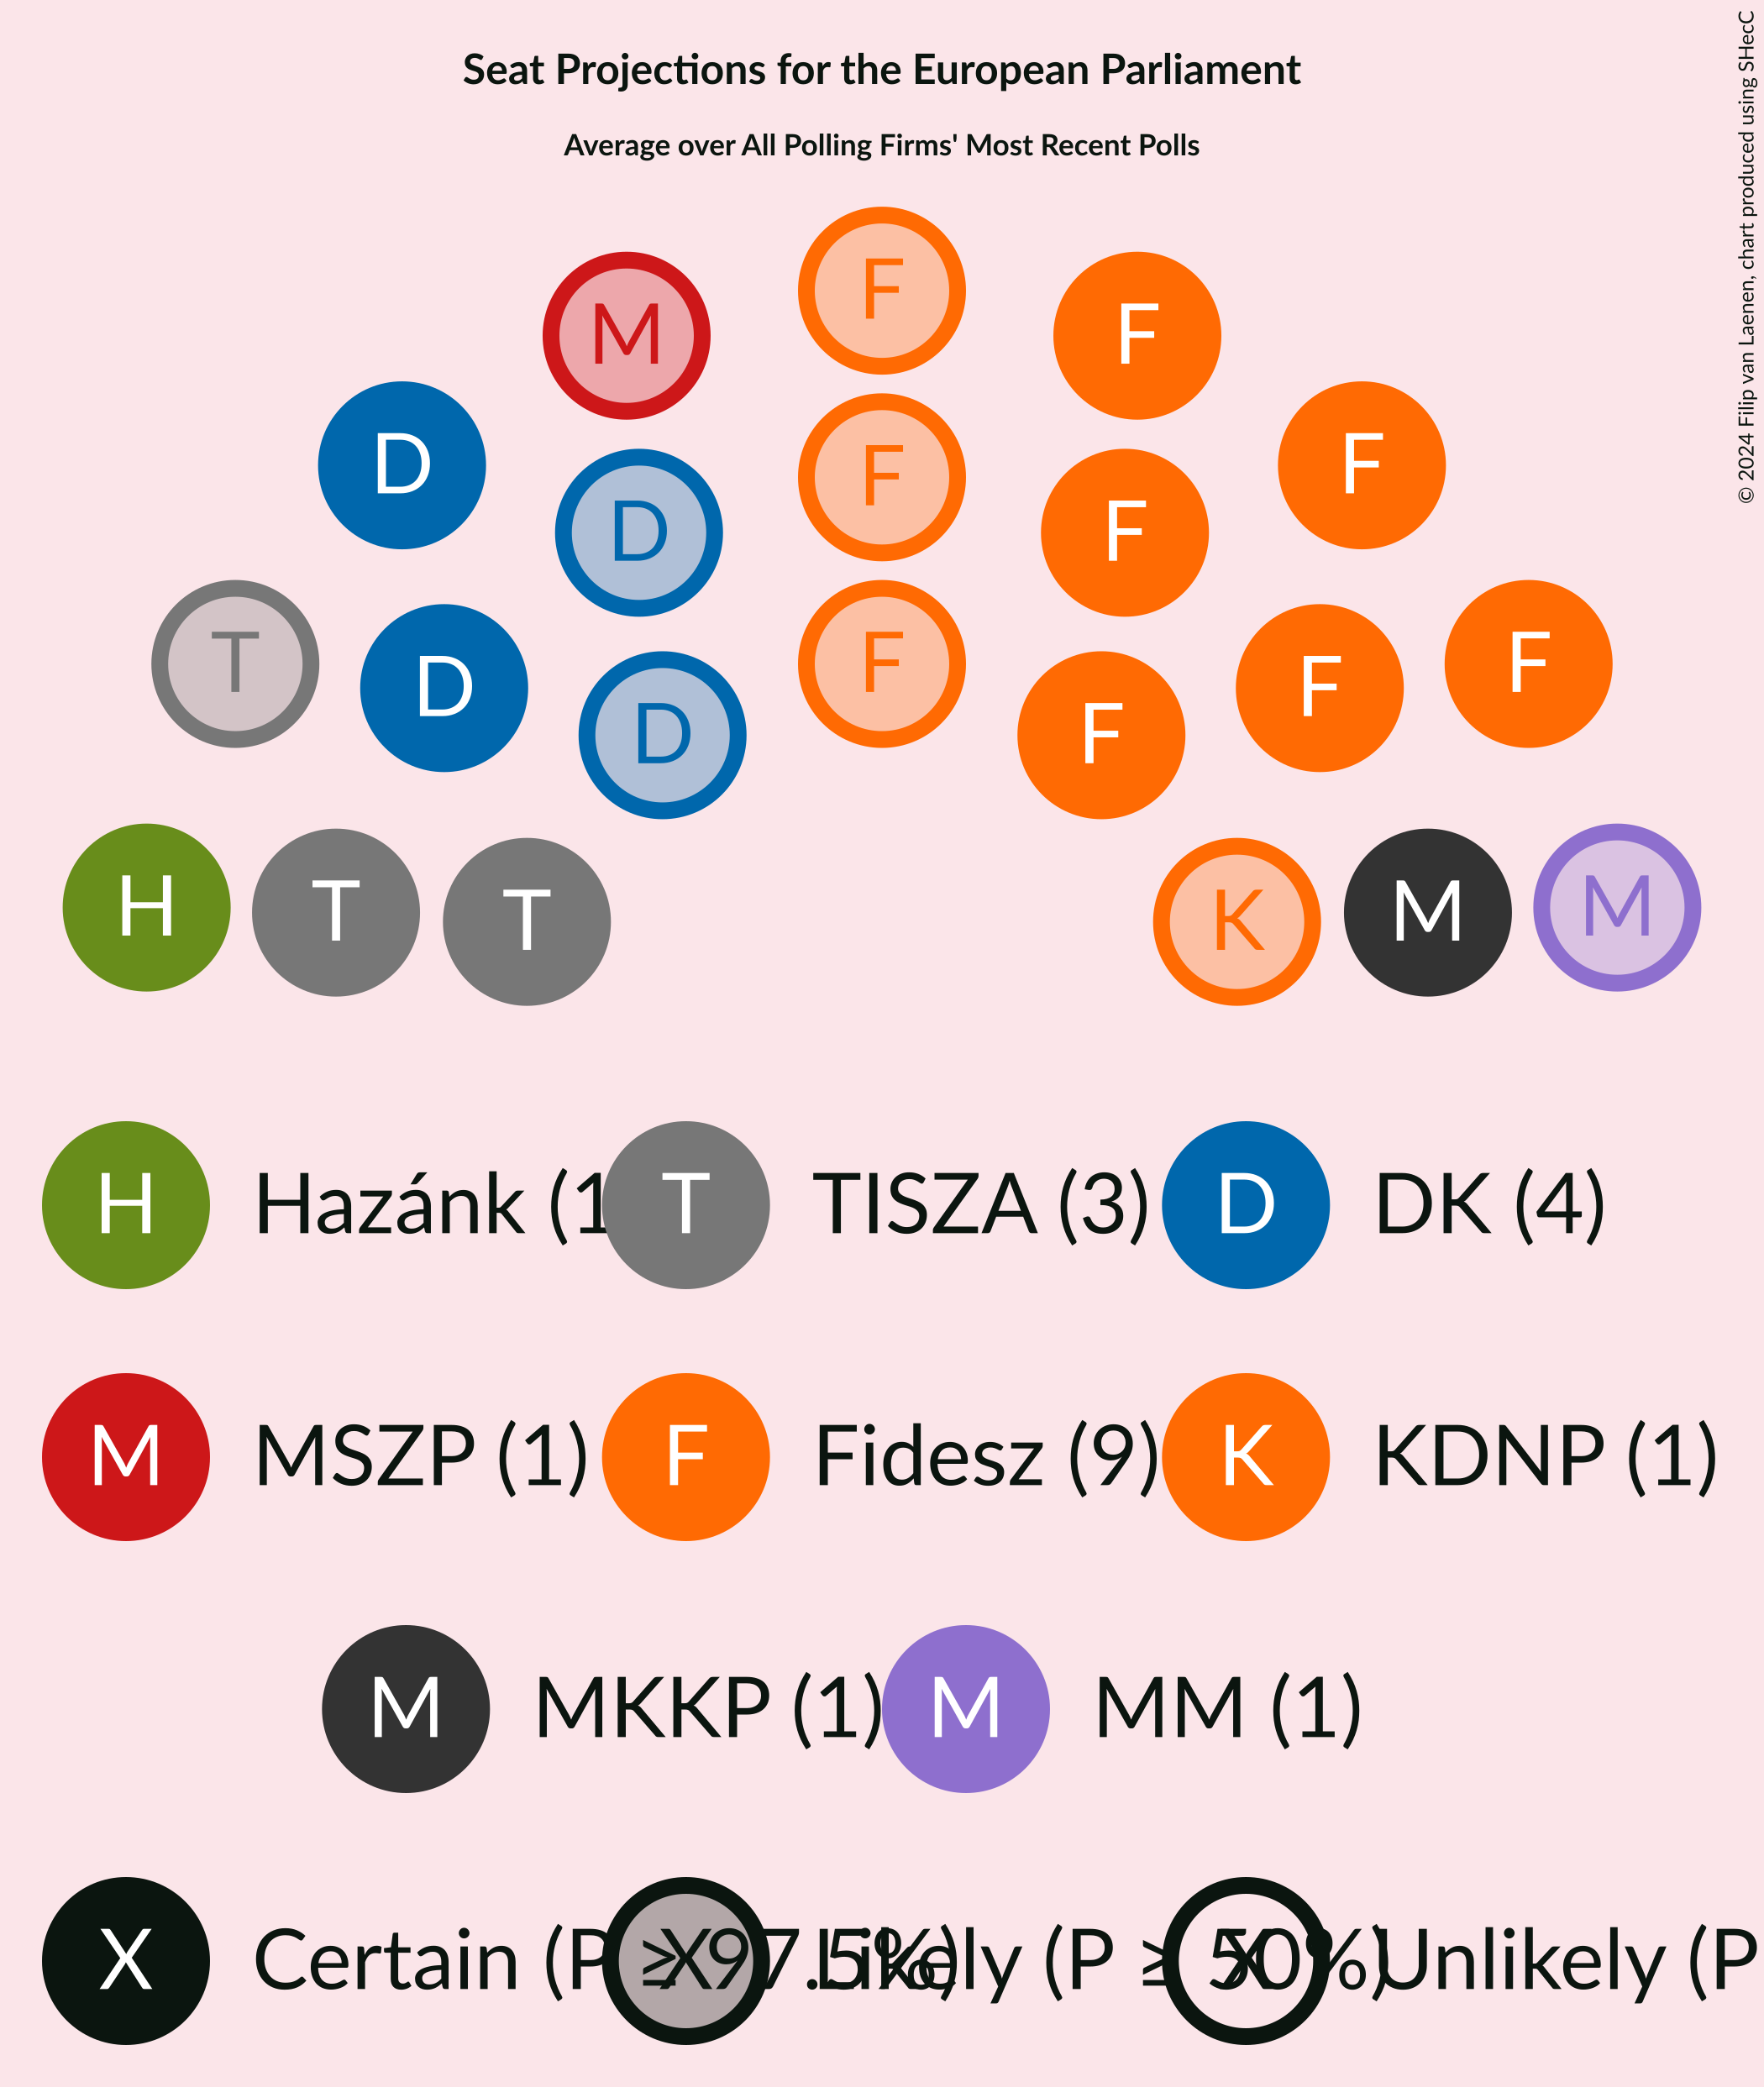 Seat Projections for the European Parliament
Average over All Polling Firms' Most Recent Polls
© 2024 Filip van Laenen, chart produced using SHecC
F
M F
D F
F
D F
T F F
D F
D F
H M
T M
T K
H Hazánk (1 T TISZA (3) D DK (4)
M MSZP (1) F Fidesz (9) K KDNP (1)
M MKKP (1) M MM (1)
X Certain (P ≥ 97.5%) X Likely (P ≥ 50%) X Unlikely (P